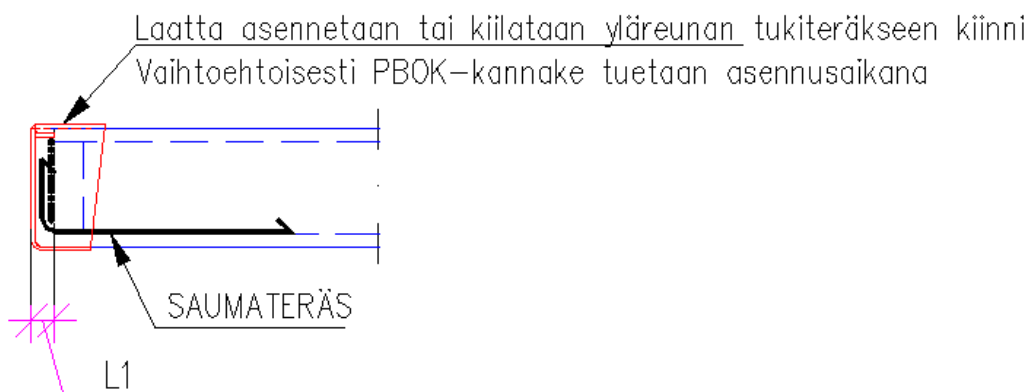 Laatta asennetaan tai kiilataan yläreunan tukiteräkseen kiinni
Vaihtoehtoisesti PBOK-kannake tuetaan asennusaikana
SAUMATERÄS
L1